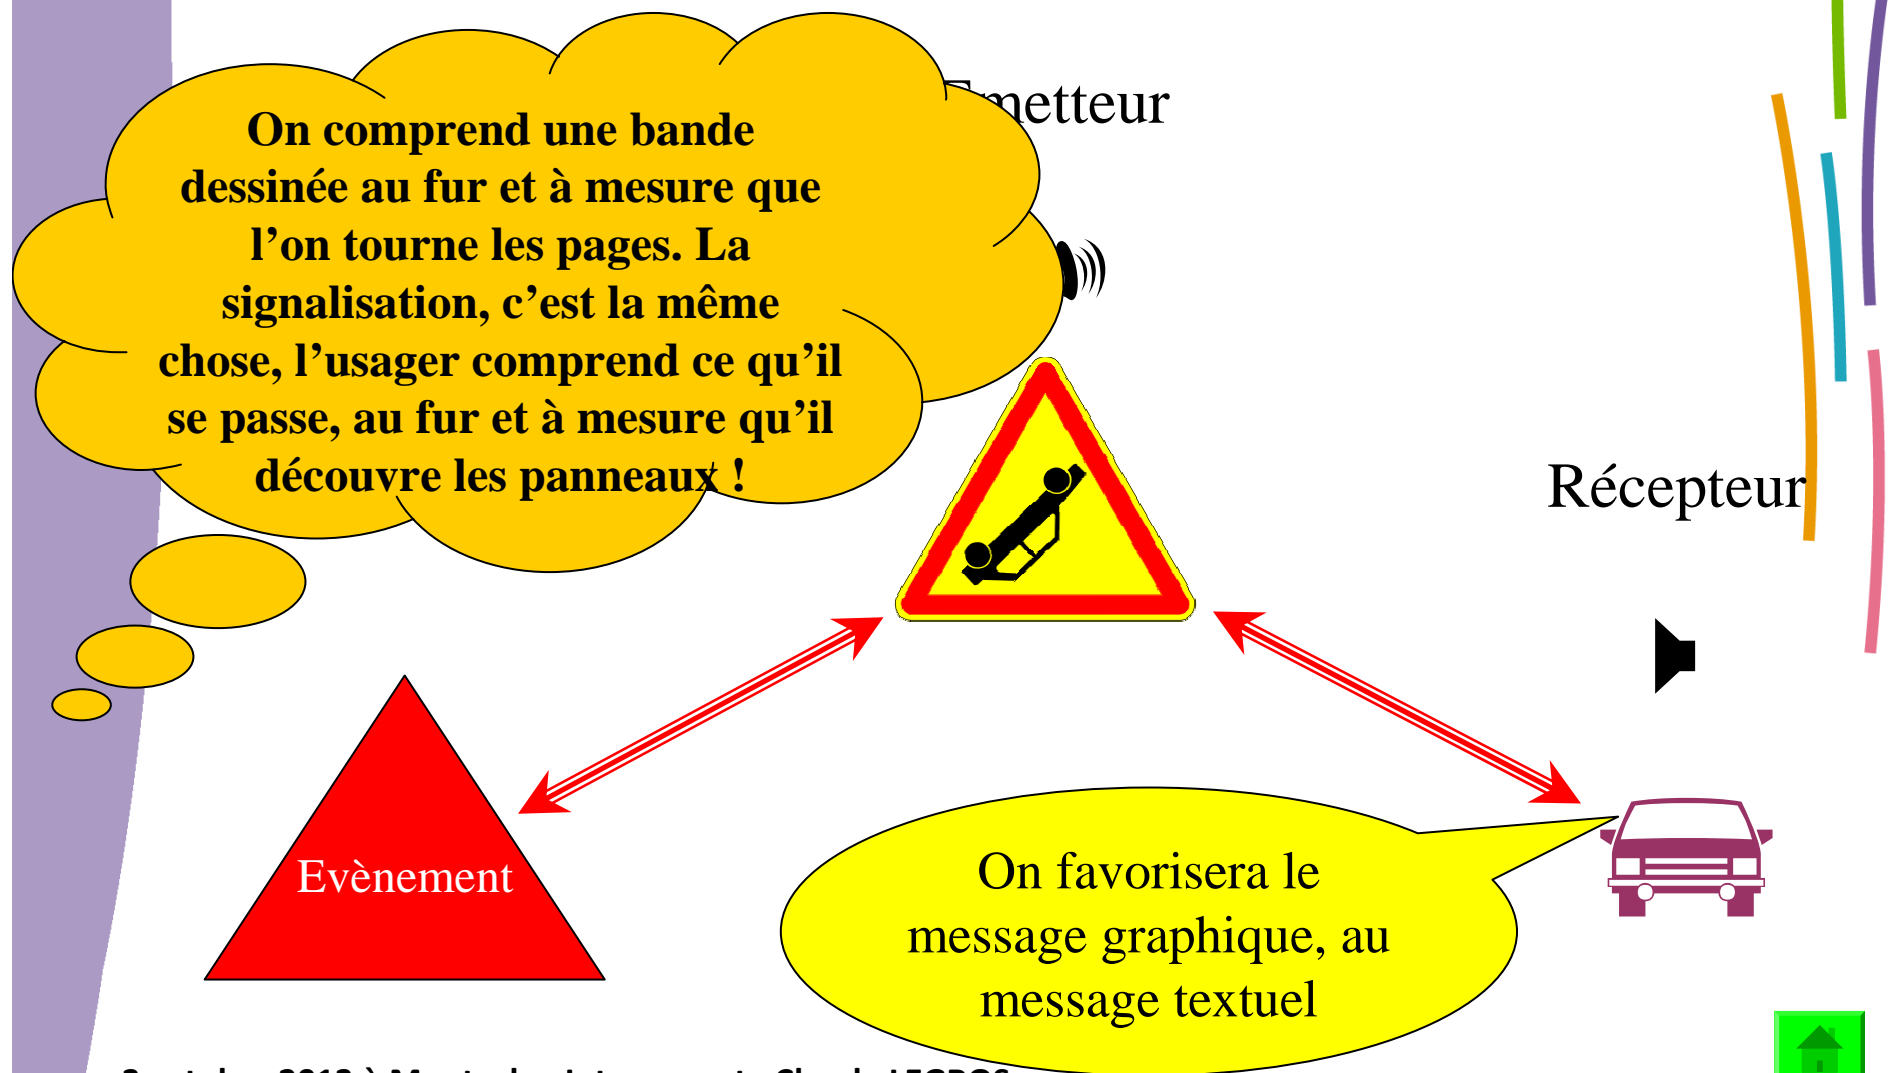 On comprend une bande
dessinée au fur et à mesure que
l’on tourne les pages. La
signalisation, c’est la même
chose, l’usager comprend ce qu’il
se passe, au fur et à mesure qu’il
découvre les panneaux !
Emetteur
Récepteur
Evènement
On favorisera le
message graphique, au
message textuel